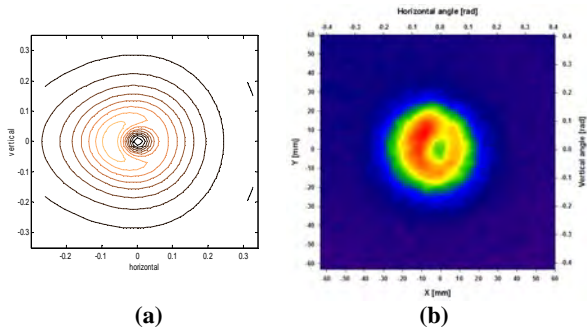 0.3
0.2
0.1
0
-0.1
-0.2
-0.3
vertical
-0.2 -0.1 0 0.1 0.2 0.3
horizontal
(a)
Horizontal angle [rad]
-0.4 -0.3 -0.2 -0.1 0.0 0.1 0.2 0.3 0.4
60
50
40
30
20
10
0
-10
-20
-30
-40
-50
-60
Y [mm]
0.4
0.3
0.2
0.1
0.0
-0.1
-0.2
-0.3
-0.4
Vertical angle [rad]
-60 -50 -40 -30 -20 -10 0 10 20 30 40 50 60
X [mm]
(b)